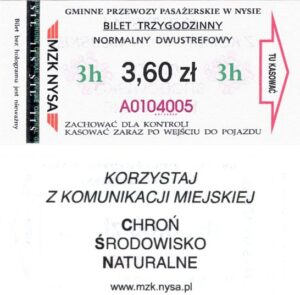 GMINNE PRZEWOZY PASAŻERSKIE W NYSIE
BILET TRZYGODZINNY
NORMALNY DWUSTREFOWY
3h 3,60 zł 3h
A0104005
ZACHOWAĆ DLA KONTROLI
KASOWAĆ ZARAZ PO WEJŚCIU DO POJAZDU
Bilet bez hologramu jest nieważny
MZK NYSA
TU KASOWAĆ
KORZYSTAJ
Z KOMUNIKACJI MIEJSKIEJ
CHROŃ
ŚRODOWISKO
NATURALNE
www.mzk.nysa.pl